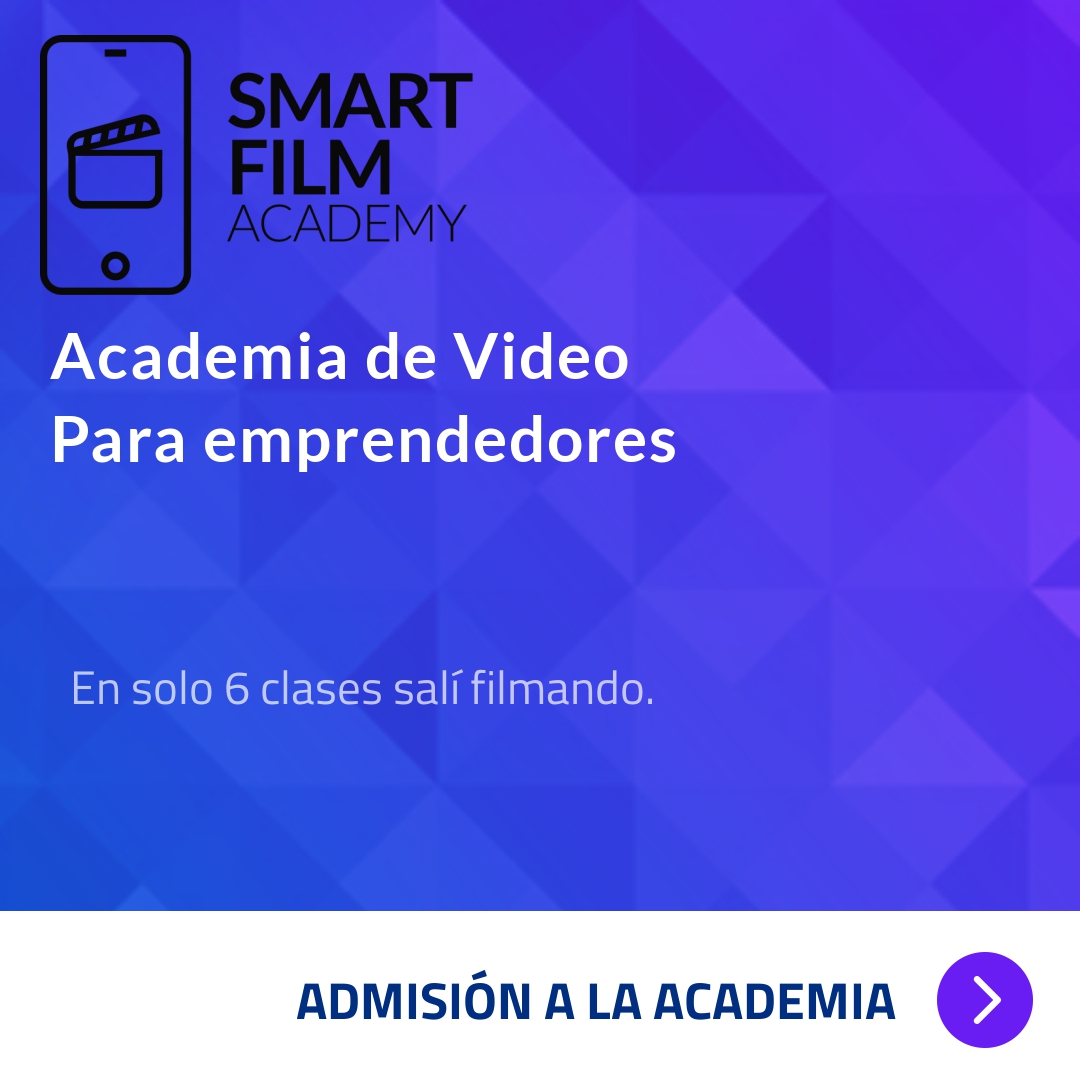 SMART
FILM
ACADEMY
Academia de Video
Para emprendedores
En solo 6 clases salí filmando.
ADMISIÓN A LA ACADEMIA